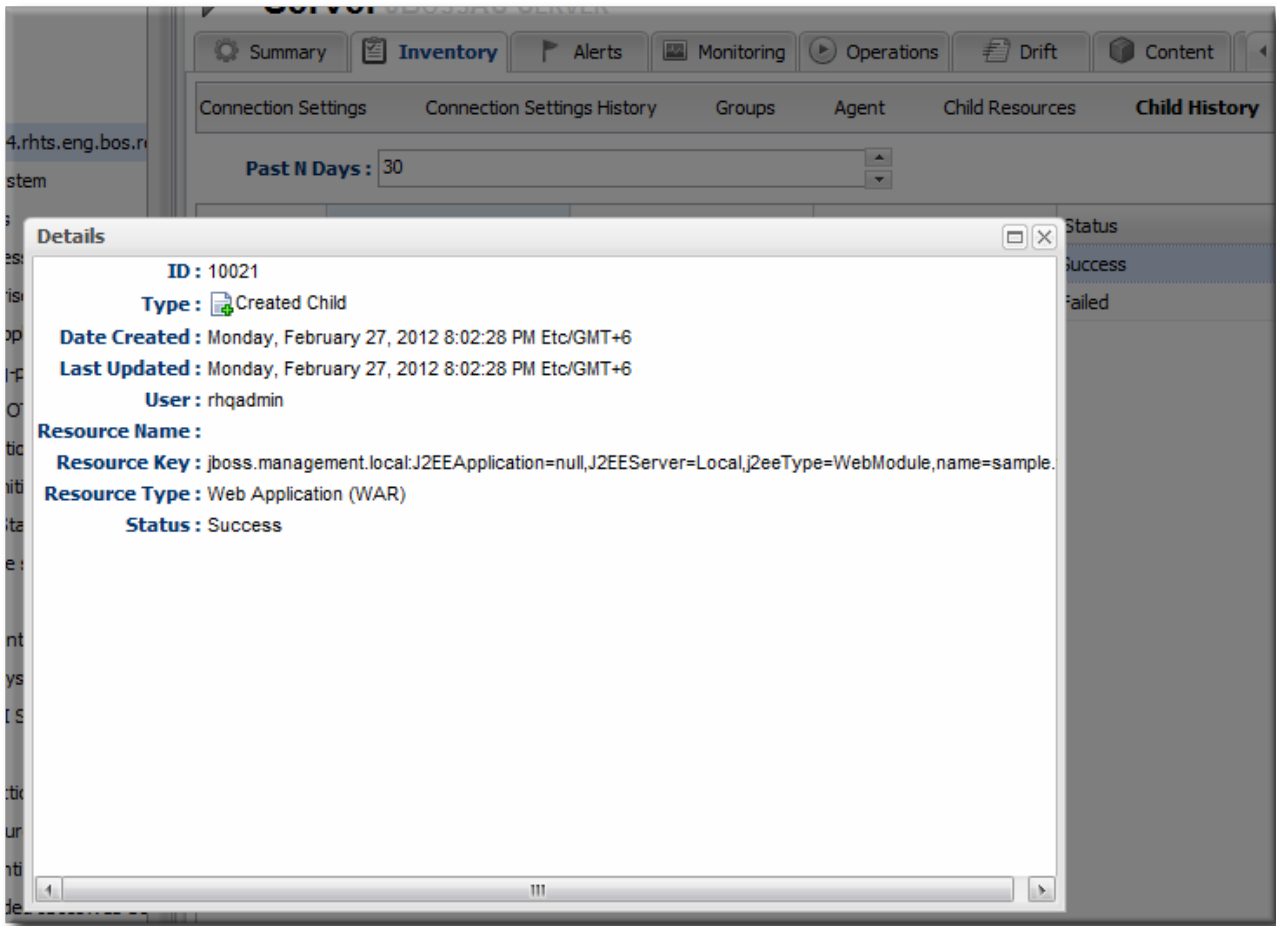 Summary Inventory Alerts Monitoring Operations Drift Content
Connection Settings Connection Settings History Groups Agent Child Resources Child History
4.rhts.eng.bos.r
Past N Days : 30
stem
Status
Details
Success
ID : 10021
Failed
Type : Created Child
Date Created : Monday, February 27, 2012 8:02:28 PM Etc/GMT+6
Last Updated : Monday, February 27, 2012 8:02:28 PM Etc/GMT+6
User : rhqadmin
Resource Name :
Resource Key : jboss.management.local:J2EEApplication=null,J2EEServer=Local,j2eeType=WebModule,name=sample.
Resource Type : Web Application (WAR)
Status : Success